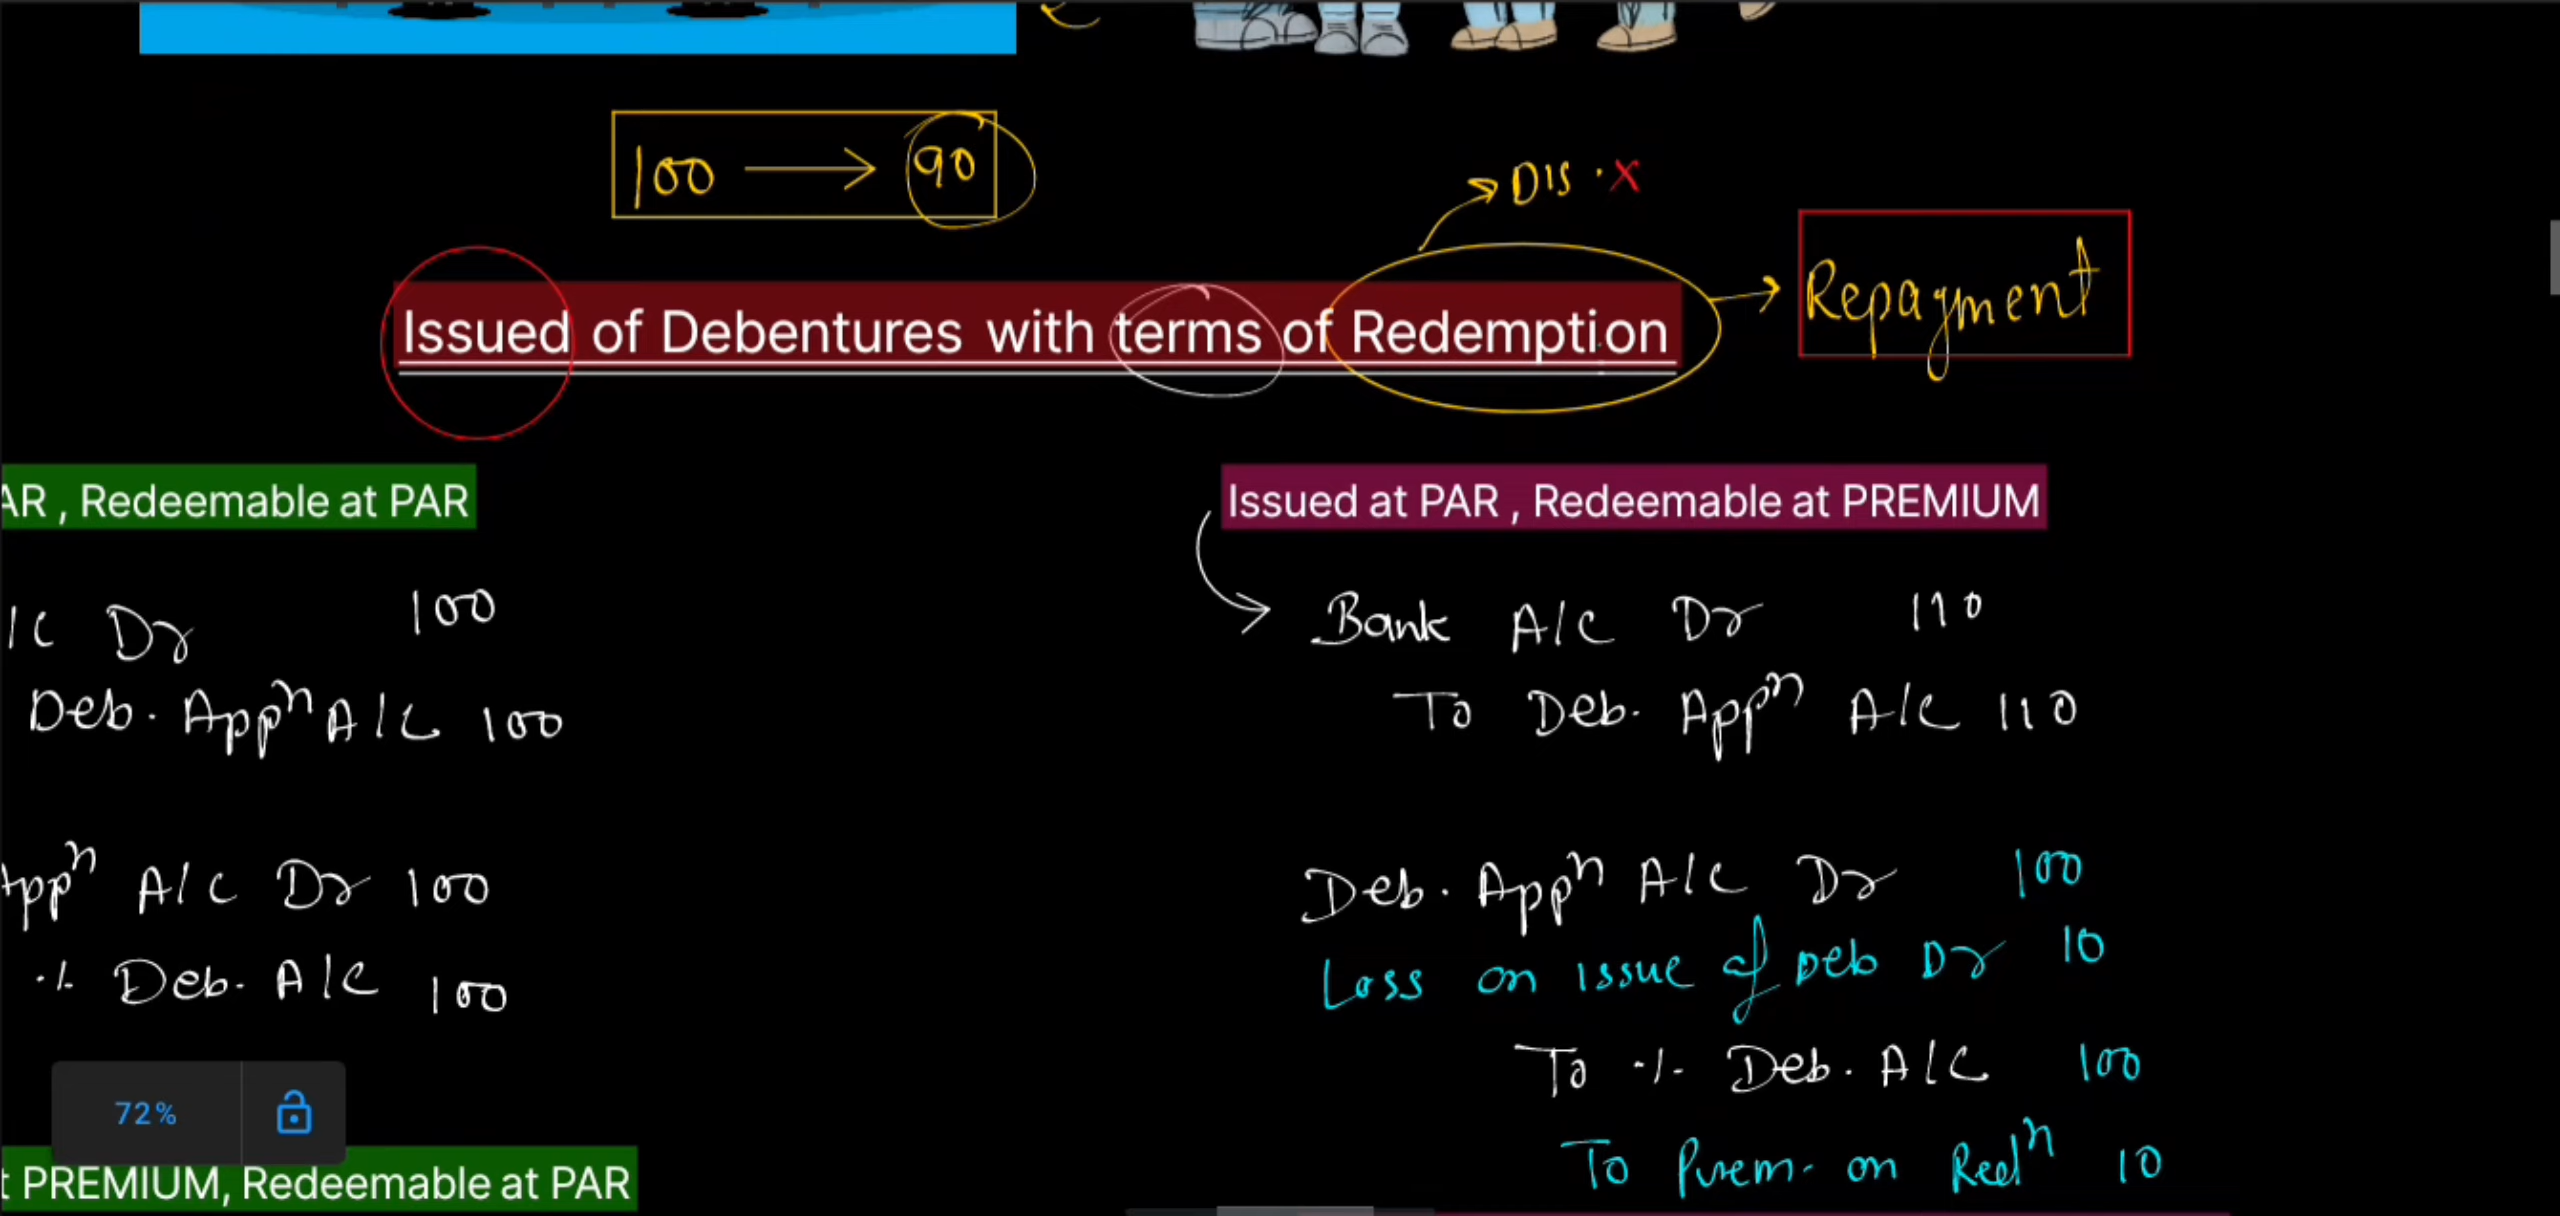 100 → 90
DIS . X
Issued of Debentures with terms of Redemption
Repayment
AR , Redeemable at PAR
/C Dr 100
Deb. Appⁿ A/C 100
Appⁿ A/C Dr 100
.1. Deb. A/C 100
72%
t PREMIUM, Redeemable at PAR
Issued at PAR , Redeemable at PREMIUM
Bank A/C Dr 110
To Deb. Appⁿ A/C 110
Deb. Appⁿ A/C Dr 100
Loss on issue of Deb Dr 10
To .1. Deb. A/C 100
To Prem. on Redⁿ 10